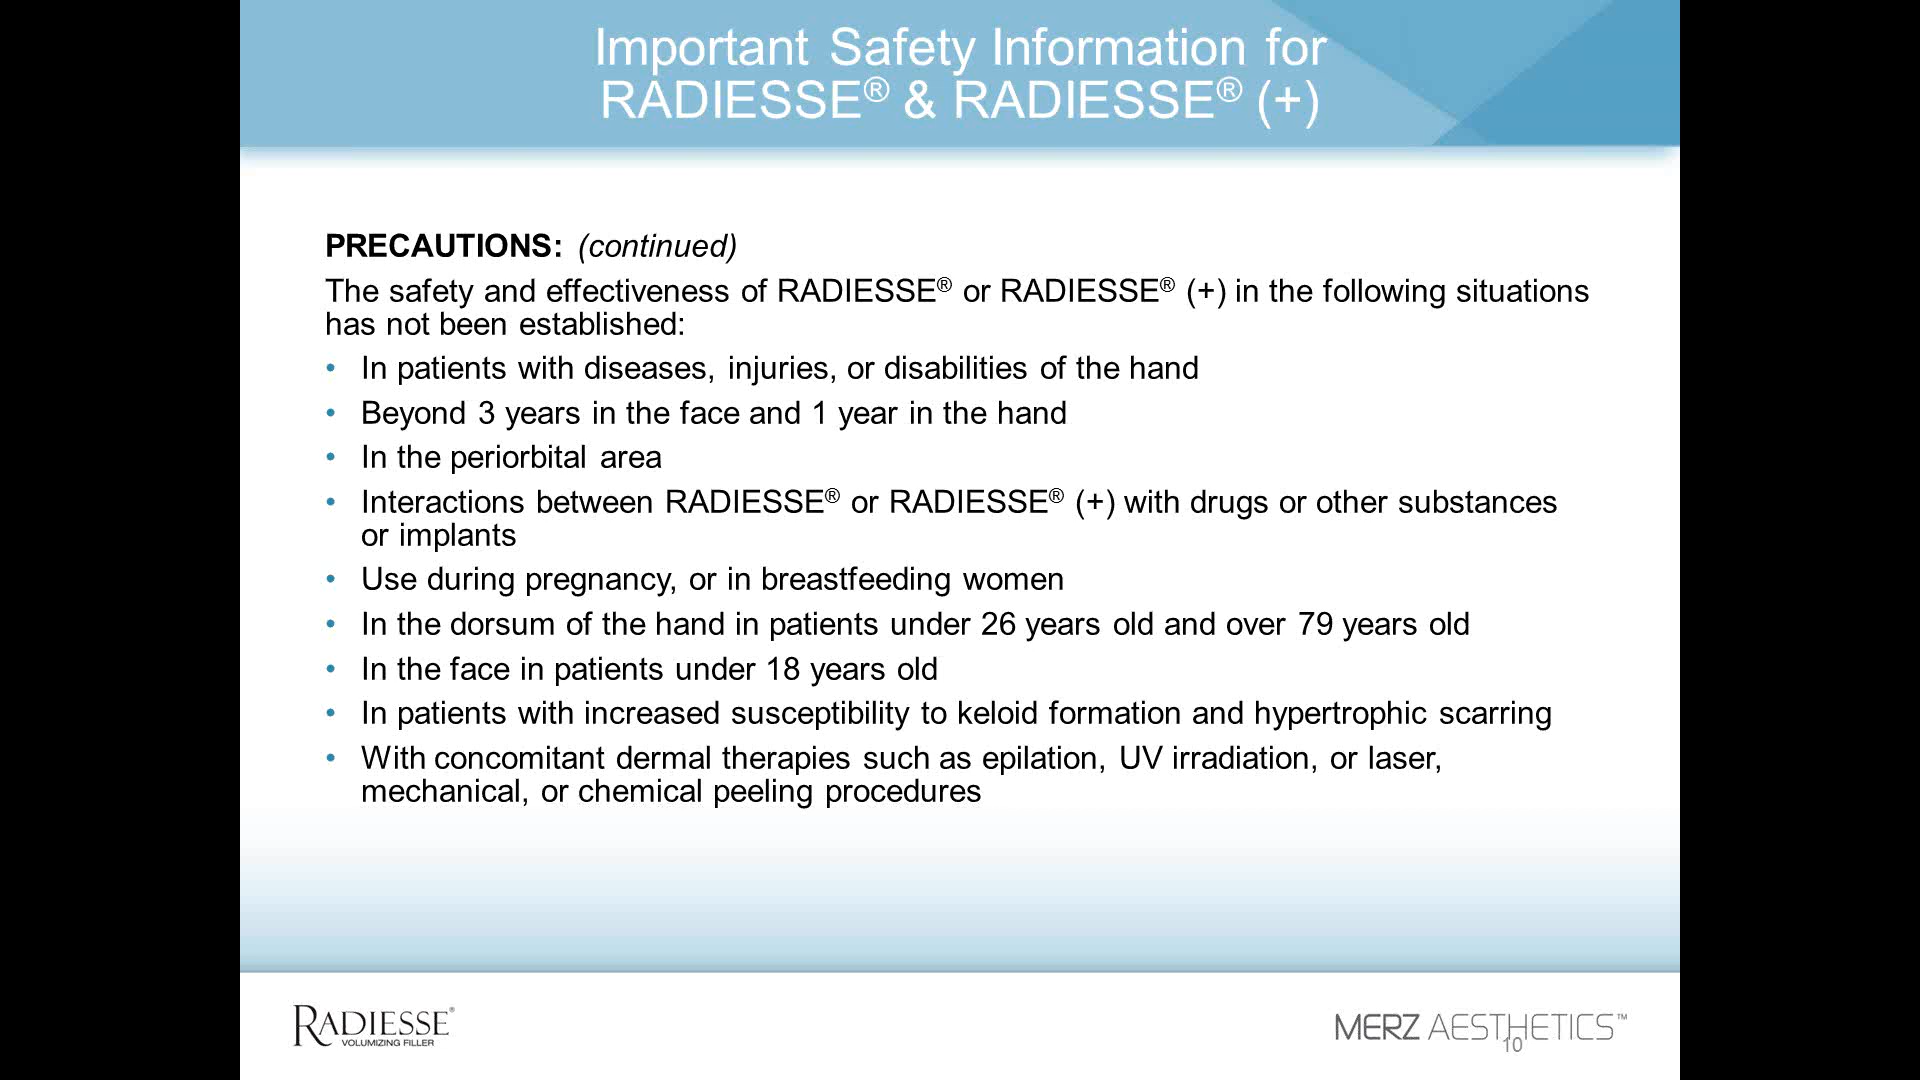 Important Safety Information for
RADIESSE® & RADIESSE® (+)
PRECAUTIONS: (continued)
The safety and effectiveness of RADIESSE® or RADIESSE® (+) in the following situations
has not been established:
• In patients with diseases, injuries, or disabilities of the hand
• Beyond 3 years in the face and 1 year in the hand
• In the periorbital area
• Interactions between RADIESSE® or RADIESSE® (+) with drugs or other substances
or implants
• Use during pregnancy, or in breastfeeding women
• In the dorsum of the hand in patients under 26 years old and over 79 years old
• In the face in patients under 18 years old
• In patients with increased susceptibility to keloid formation and hypertrophic scarring
• With concomitant dermal therapies such as epilation, UV irradiation, or laser,
mechanical, or chemical peeling procedures
RADIESSE®
VOLUMIZING FILLER
MERZ AESTHETICS™
10